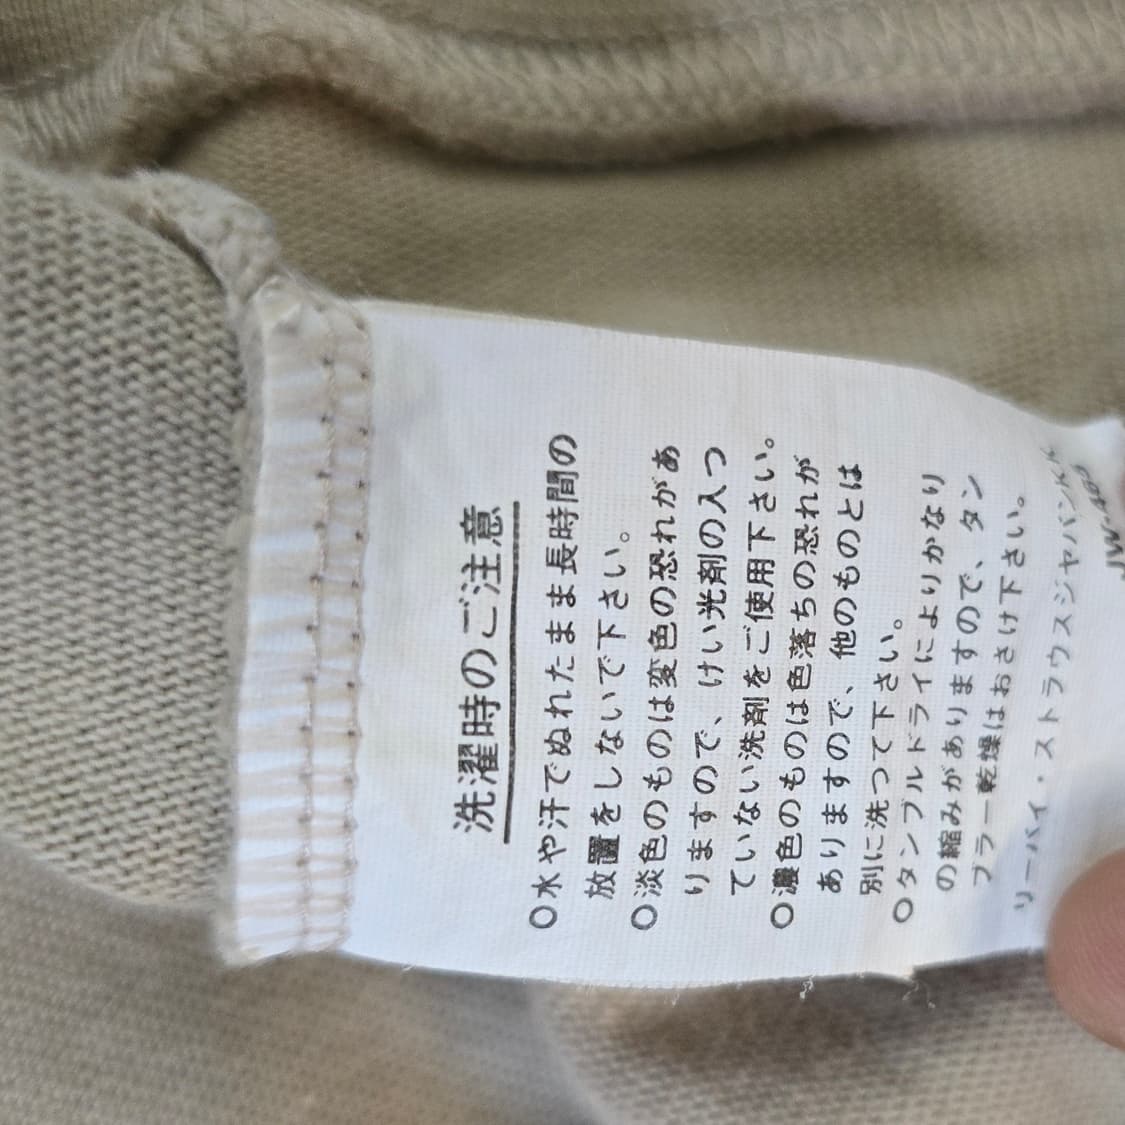 洗濯時のご注意
○水や汗でぬれたまま長時間の
放置をしないで下さい。
○淡色のものは変色の恐れがあ
りますので、けい光剤の入つ
ていない洗剤をご使用下さい。
○濃色のものは色落ちの恐れが
ありますので、他のものとは
別に洗つて下さい。
○タンブルドライによりかなり
の縮みがありますので、タン
ブラー乾燥はおさけ下さい。
リーバイ・ストラウスジャパンK.K.
JW-460